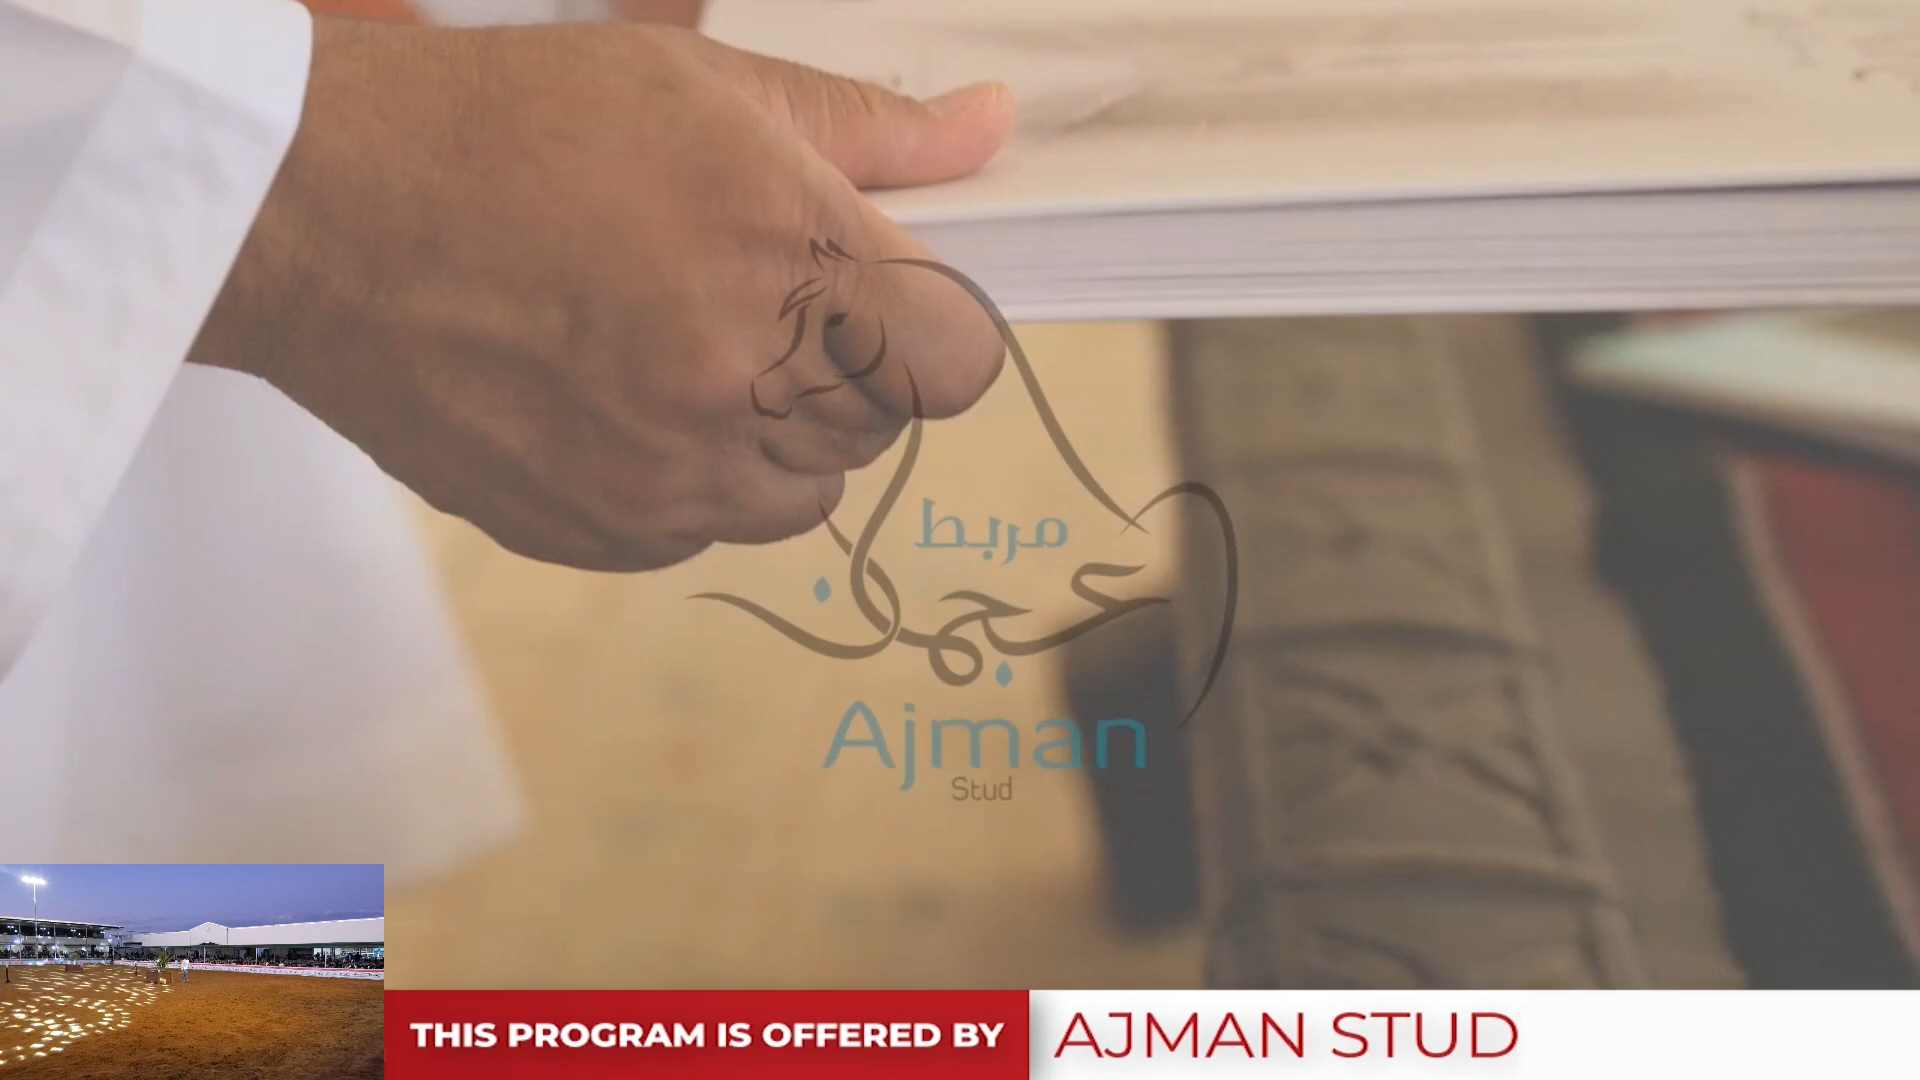 مربط
عجمان
Ajman
Stud
THIS PROGRAM IS OFFERED BY
AJMAN STUD